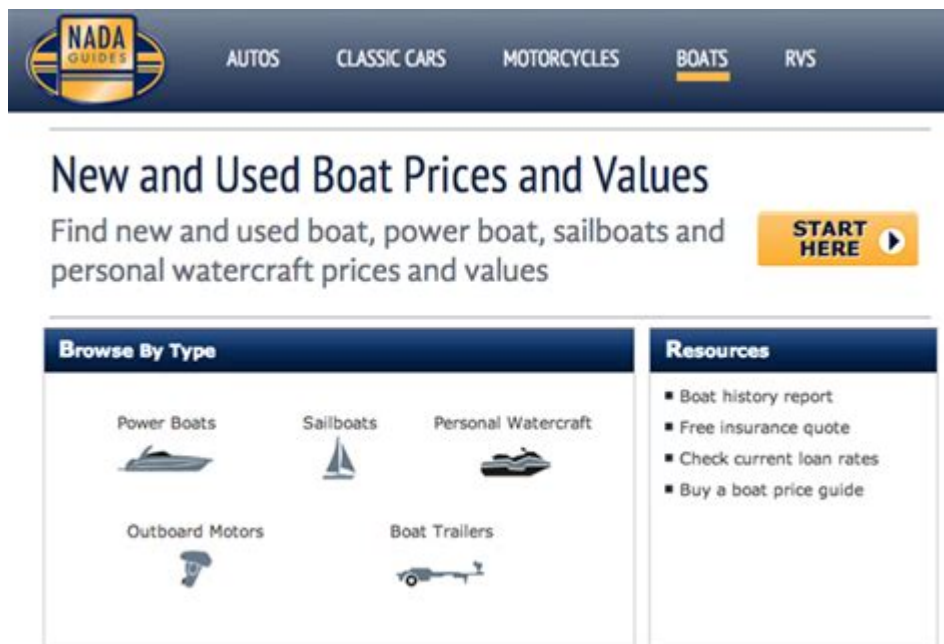 NADA
GUIDES
AUTOS CLASSIC CARS MOTORCYCLES BOATS RVS
New and Used Boat Prices and Values
Find new and used boat, power boat, sailboats and
personal watercraft prices and values
START
HERE
Browse By Type
Power Boats Sailboats Personal Watercraft
Outboard Motors Boat Trailers
Resources
Boat history report
Free insurance quote
Check current loan rates
Buy a boat price guide